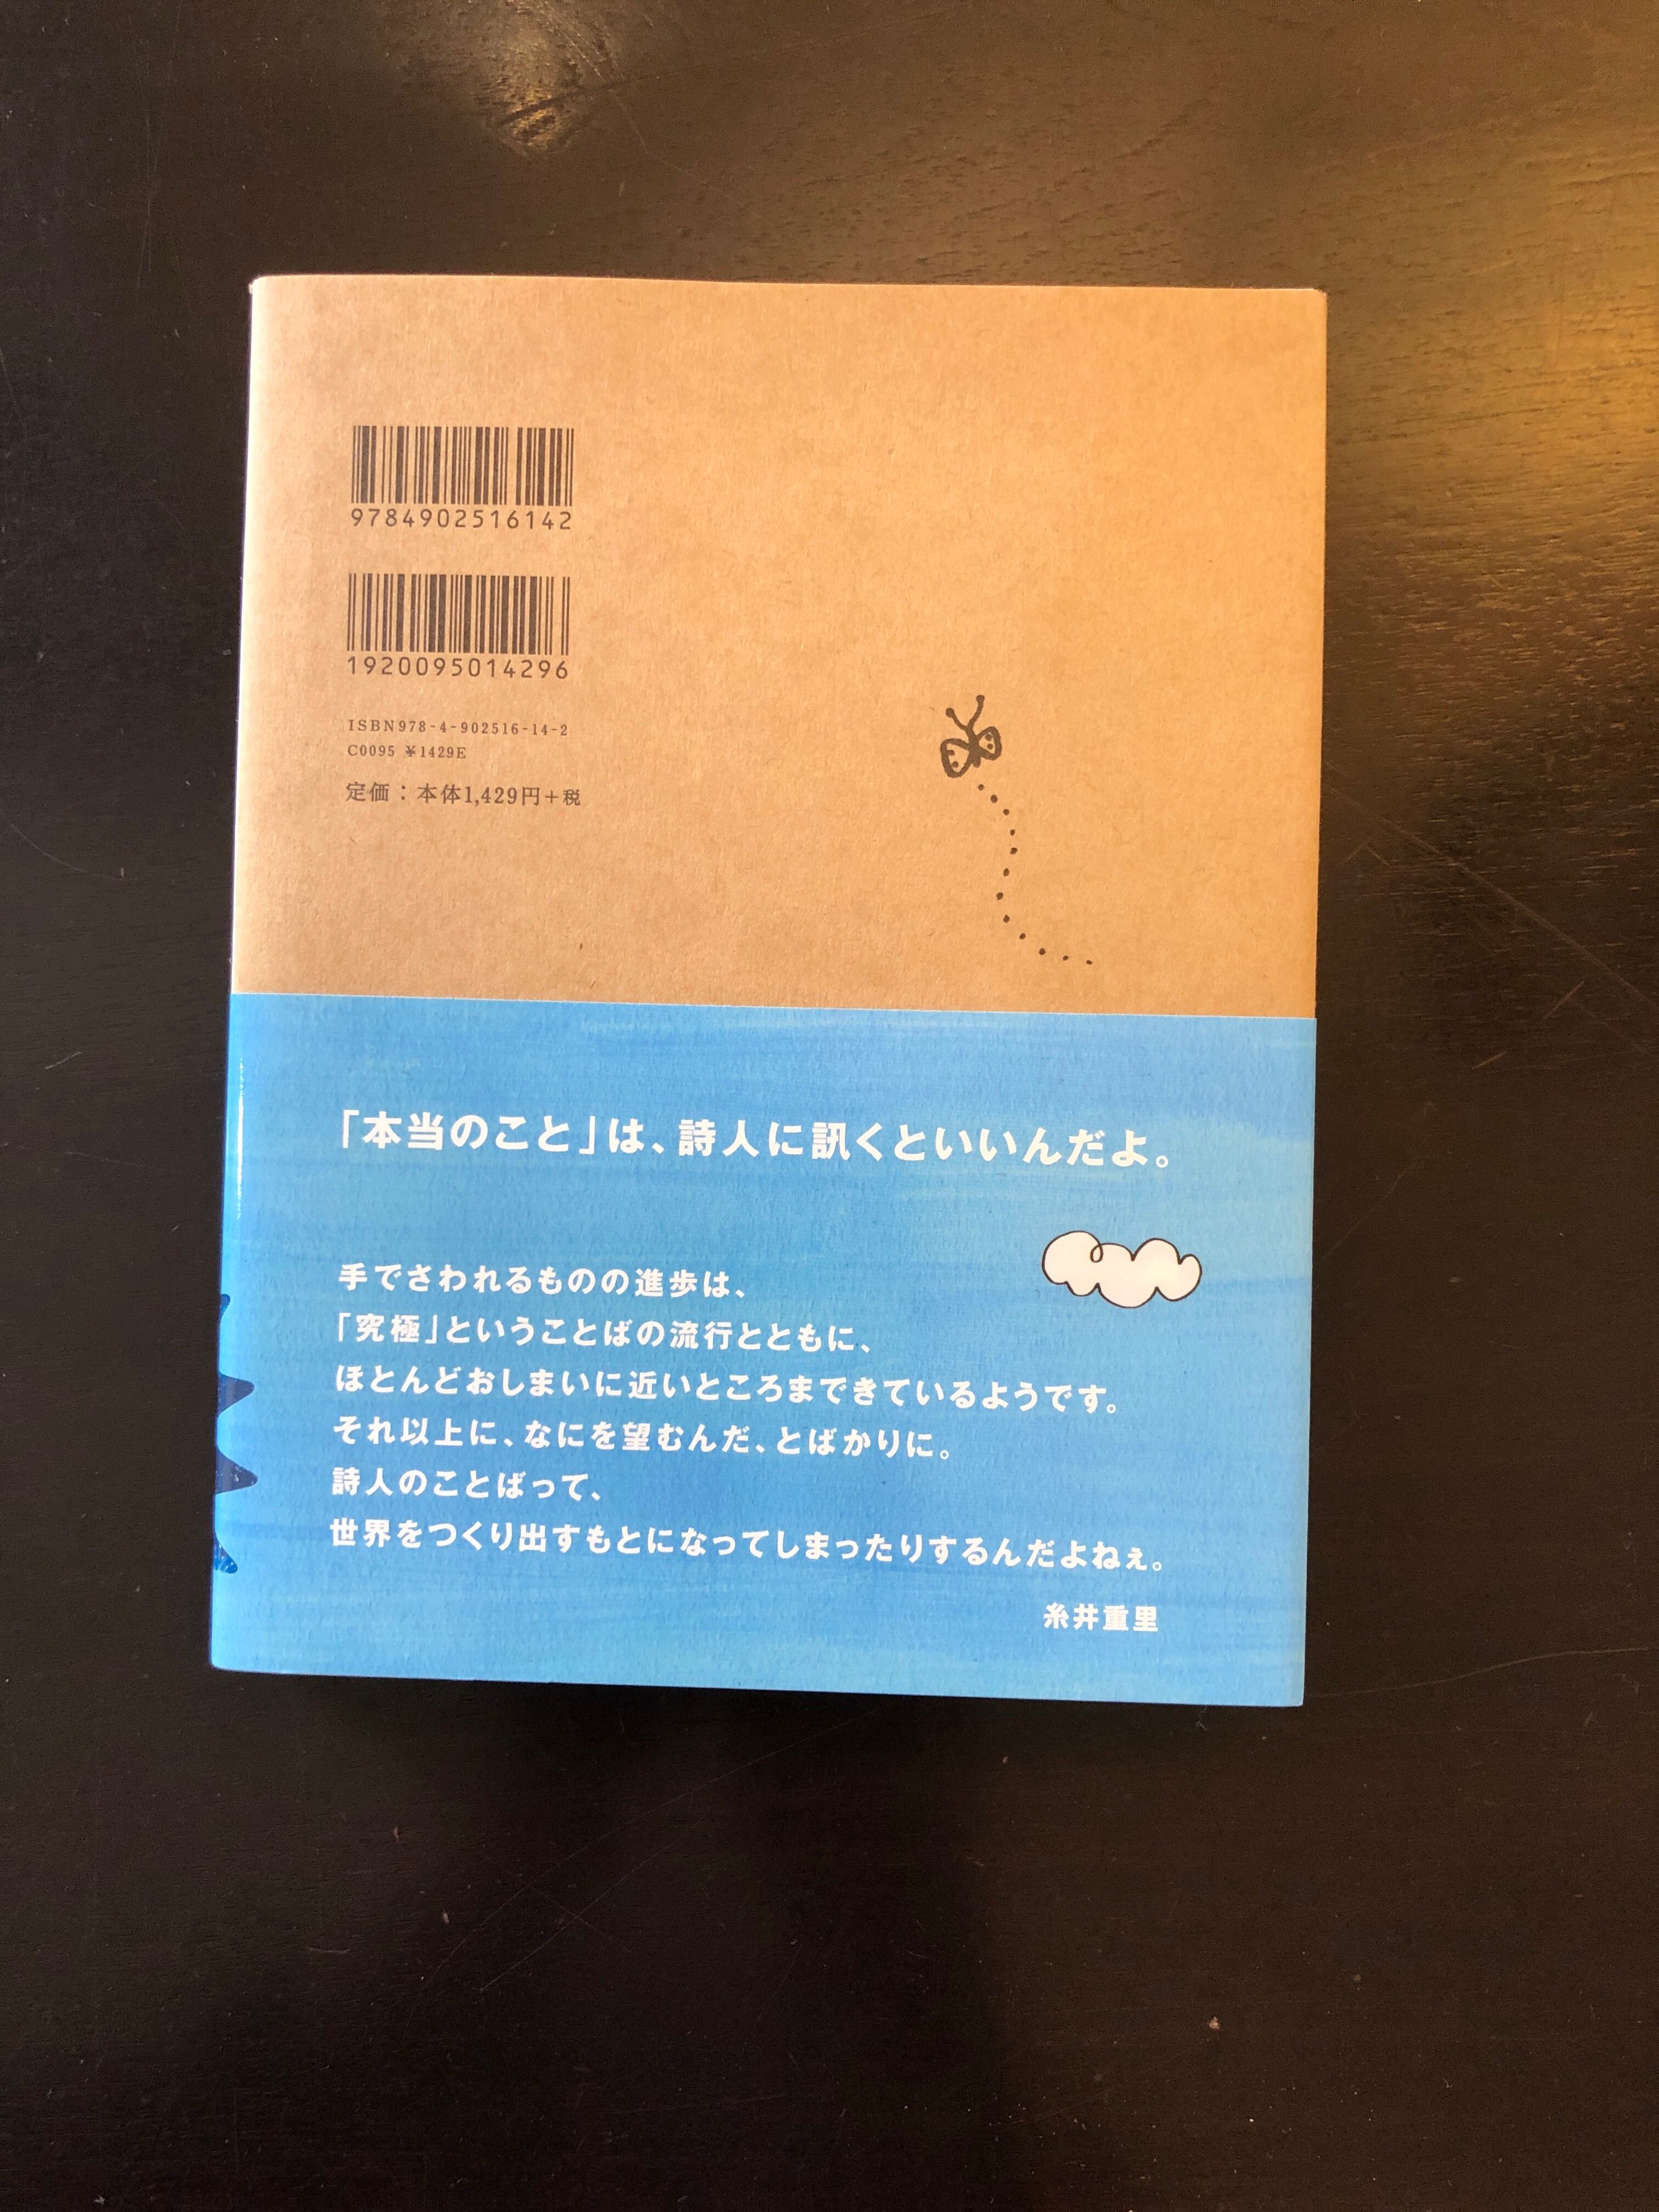 9784902516142
1920095014296
ISBN978-4-902516-14-2
C0095 ¥1429E
定価：本体1,429円＋税
「本当のこと」は、詩人に訊くといいんだよ。
手でさわれるものの進歩は、
「究極」ということばの流行とともに、
ほとんどおしまいに近いところまできているようです。
それ以上に、なにを望むんだ、とばかりに。
詩人のことばって、
世界をつくり出すもとになってしまったりするんだよねぇ。
糸井重里